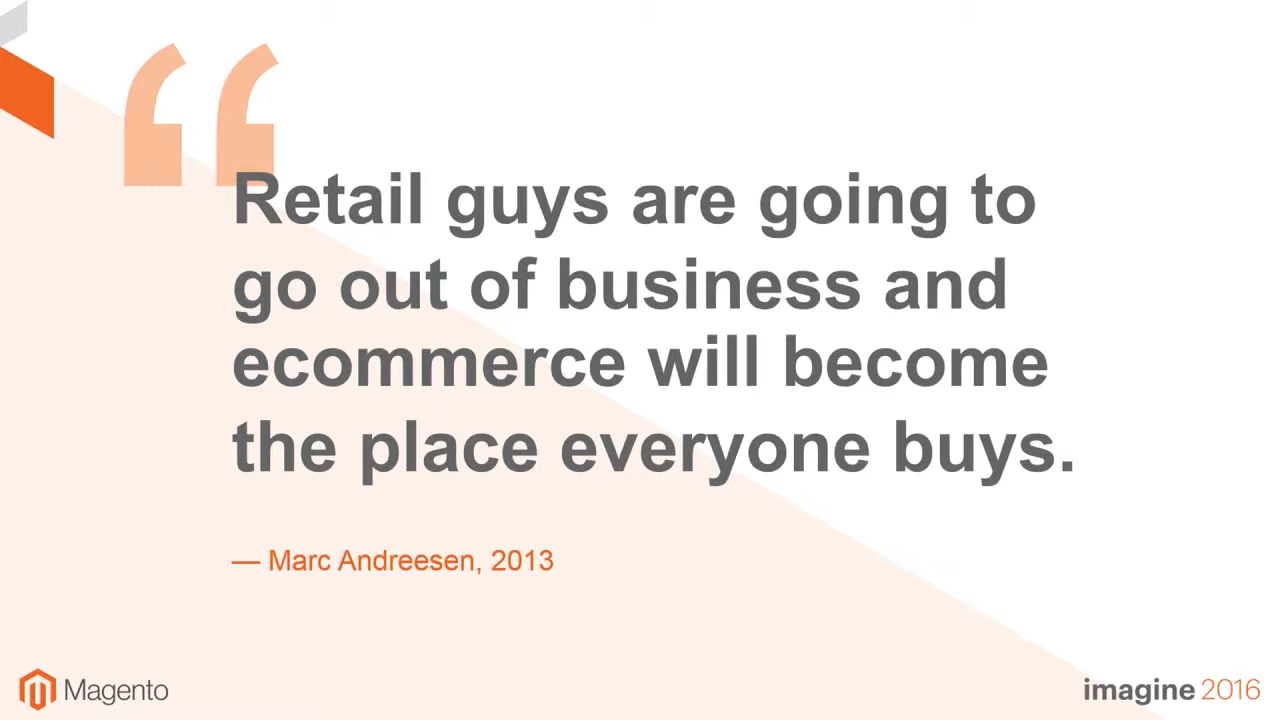 “
Retail guys are going to
go out of business and
ecommerce will become
the place everyone buys.
— Marc Andreesen, 2013
Magento
imagine 2016